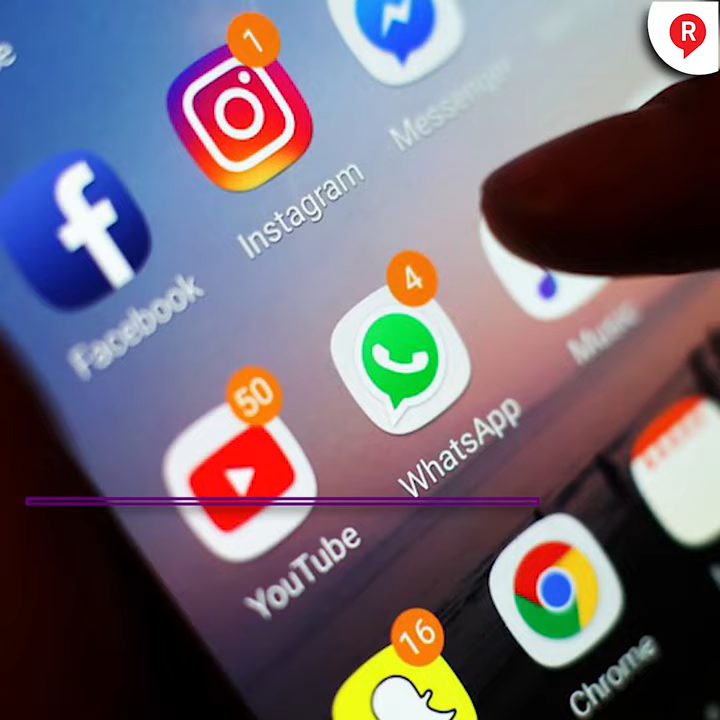 1
Messenger
Instagram
Facebook
4
Music
50
WhatsApp
YouTube
16
Chrome
R